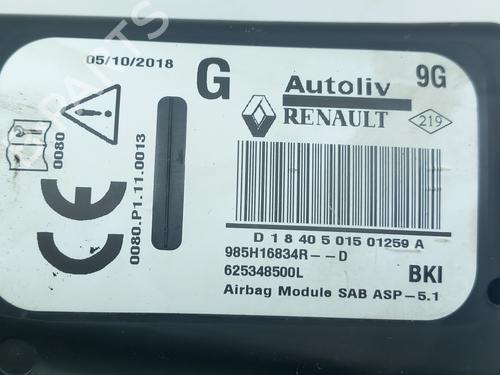 05/10/2018
G
Autoliv
9G
RENAULT
219
0080
0080.P1.11.0013
CE
D 1 8 40 5 015 01259 A
985H16834R--D
625348500L
BKI
Airbag Module SAB ASP-5.1